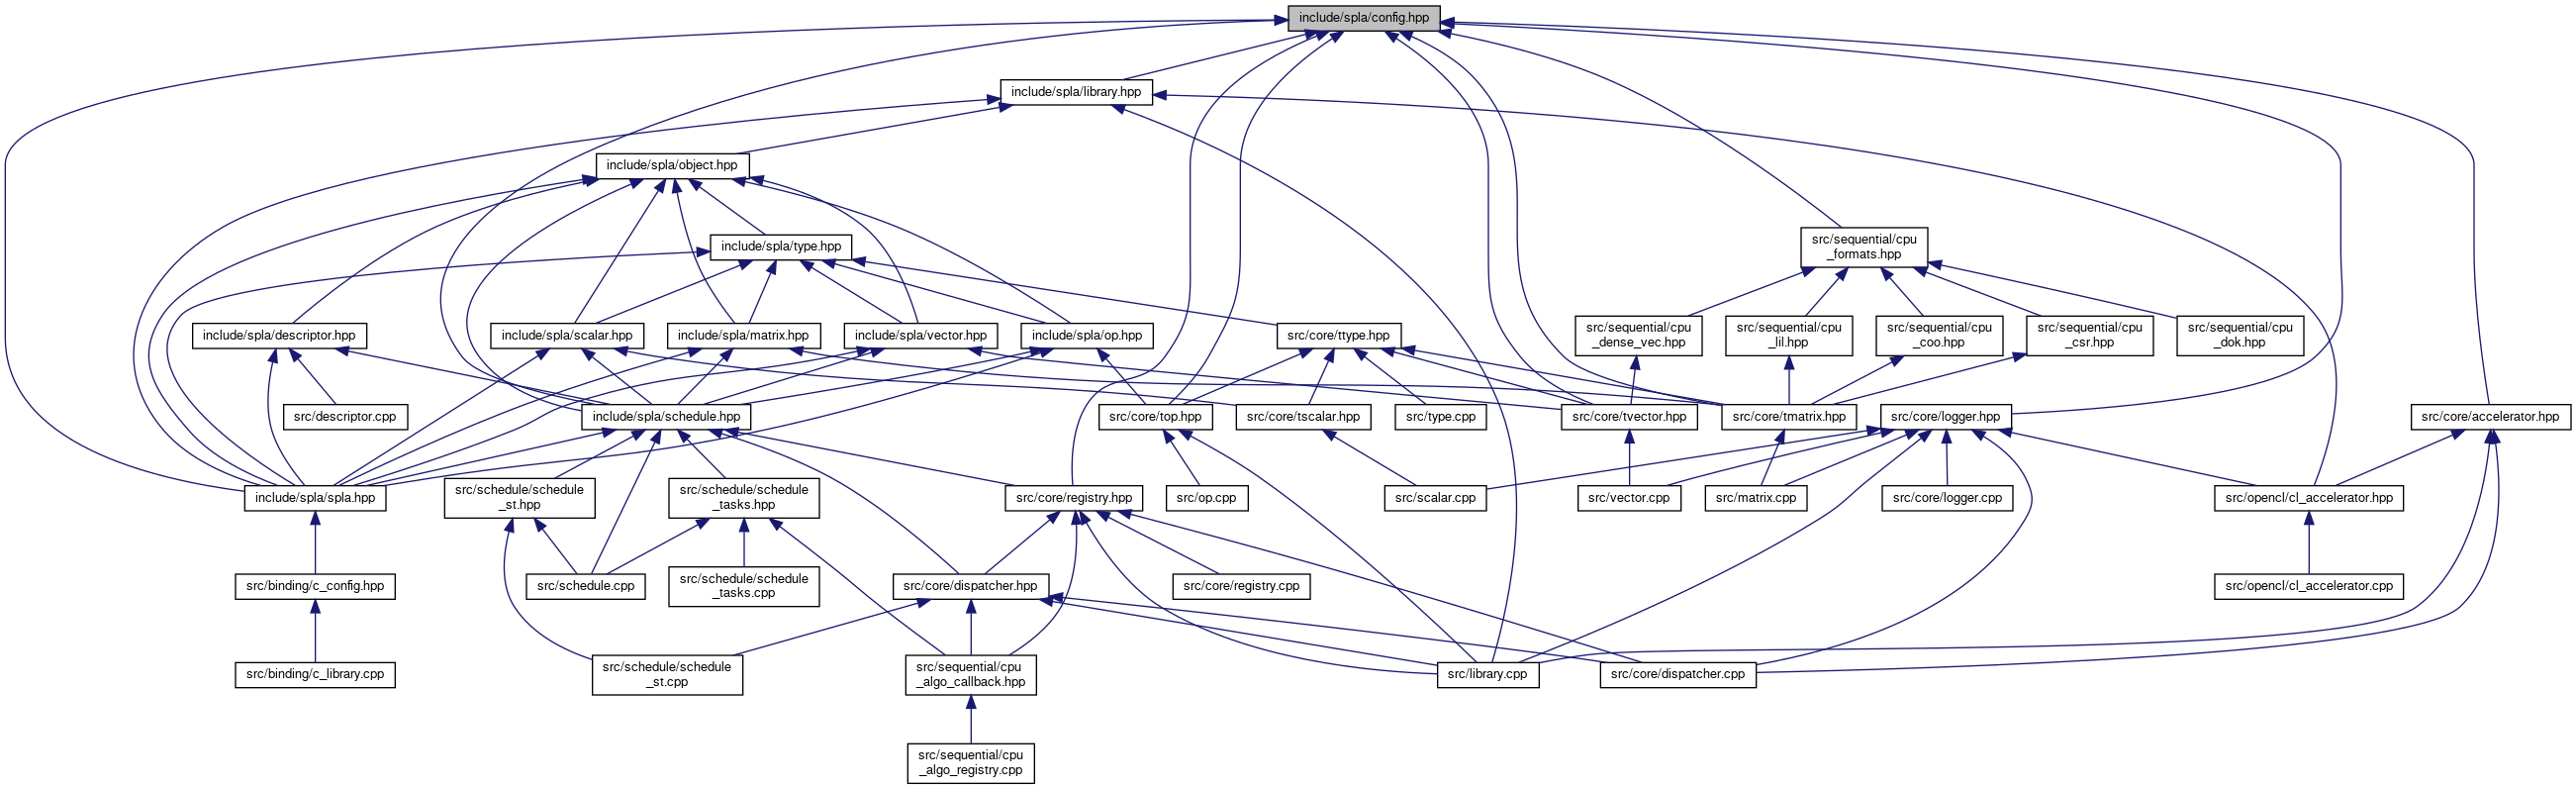 include/spla/config.hpp
include/spla/library.hpp
include/spla/object.hpp
include/spla/type.hpp
src/sequential/cpu
_formats.hpp
include/spla/descriptor.hpp
include/spla/scalar.hpp
include/spla/matrix.hpp
include/spla/vector.hpp
include/spla/op.hpp
src/core/ttype.hpp
src/sequential/cpu
_dense_vec.hpp
src/sequential/cpu
_lil.hpp
src/sequential/cpu
_coo.hpp
src/sequential/cpu
_csr.hpp
src/sequential/cpu
_dok.hpp
src/descriptor.cpp
include/spla/schedule.hpp
src/core/top.hpp
src/core/tscalar.hpp
src/type.cpp
src/core/tvector.hpp
src/core/tmatrix.hpp
src/core/logger.hpp
src/core/accelerator.hpp
include/spla/spla.hpp
src/schedule/schedule
_st.hpp
src/schedule/schedule
_tasks.hpp
src/core/registry.hpp
src/op.cpp
src/scalar.cpp
src/vector.cpp
src/matrix.cpp
src/core/logger.cpp
src/opencl/cl_accelerator.hpp
src/binding/c_config.hpp
src/schedule.cpp
src/schedule/schedule
_tasks.cpp
src/core/dispatcher.hpp
src/core/registry.cpp
src/opencl/cl_accelerator.cpp
src/binding/c_library.cpp
src/schedule/schedule
_st.cpp
src/sequential/cpu
_algo_callback.hpp
src/library.cpp
src/core/dispatcher.cpp
src/sequential/cpu
_algo_registry.cpp